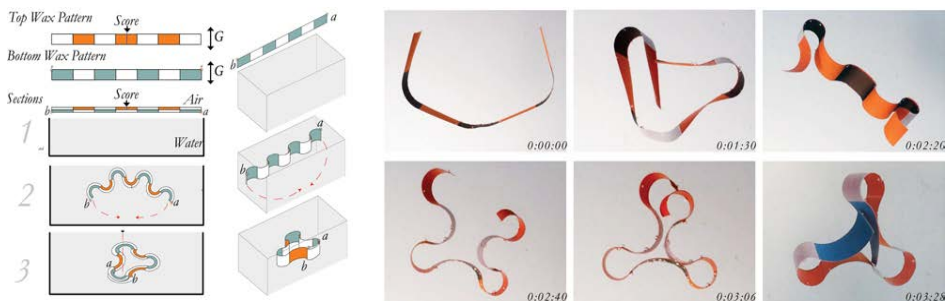 Top Wax Pattern
Score
G
Bottom Wax Pattern
G
Score
Sections
Air
b
a
1
Water
2
b
a
3
a
b
a
b
a
b
a
b
0:00:00
0:01:30
0:02:20
0:02:40
0:03:06
0:03:28